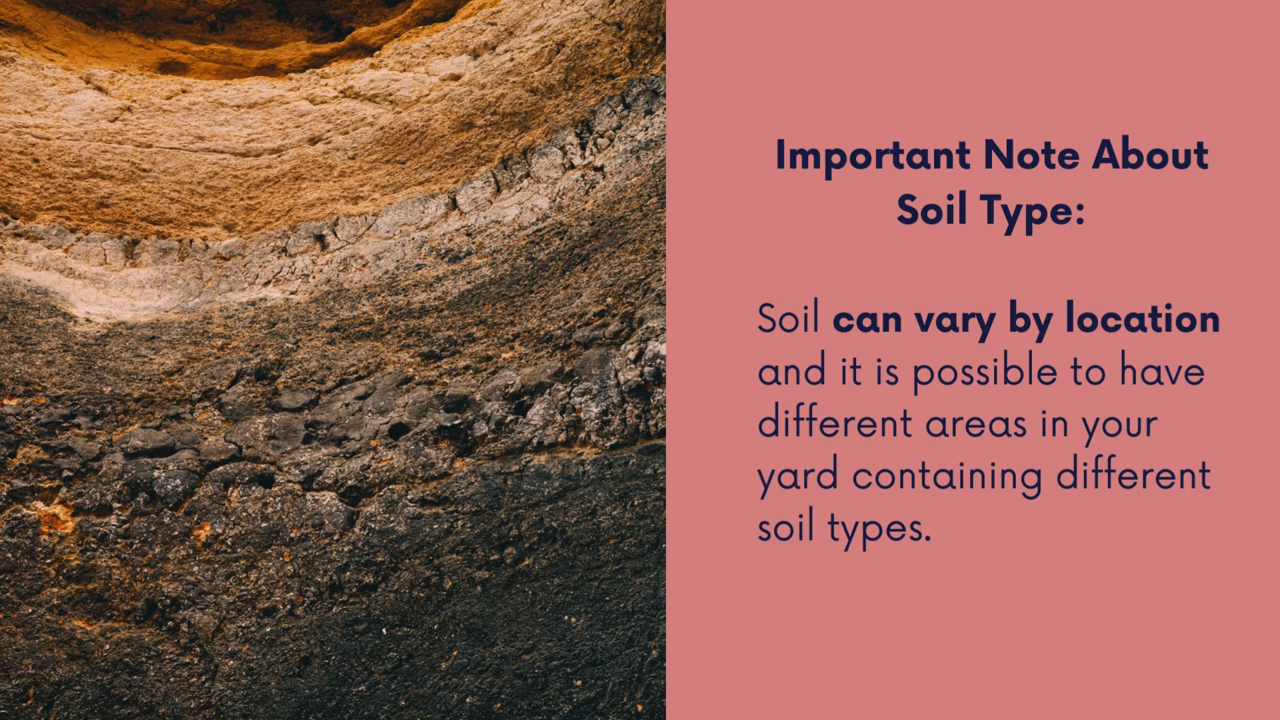 Important Note About
Soil Type:
Soil can vary by location
and it is possible to have
different areas in your
yard containing different
soil types.